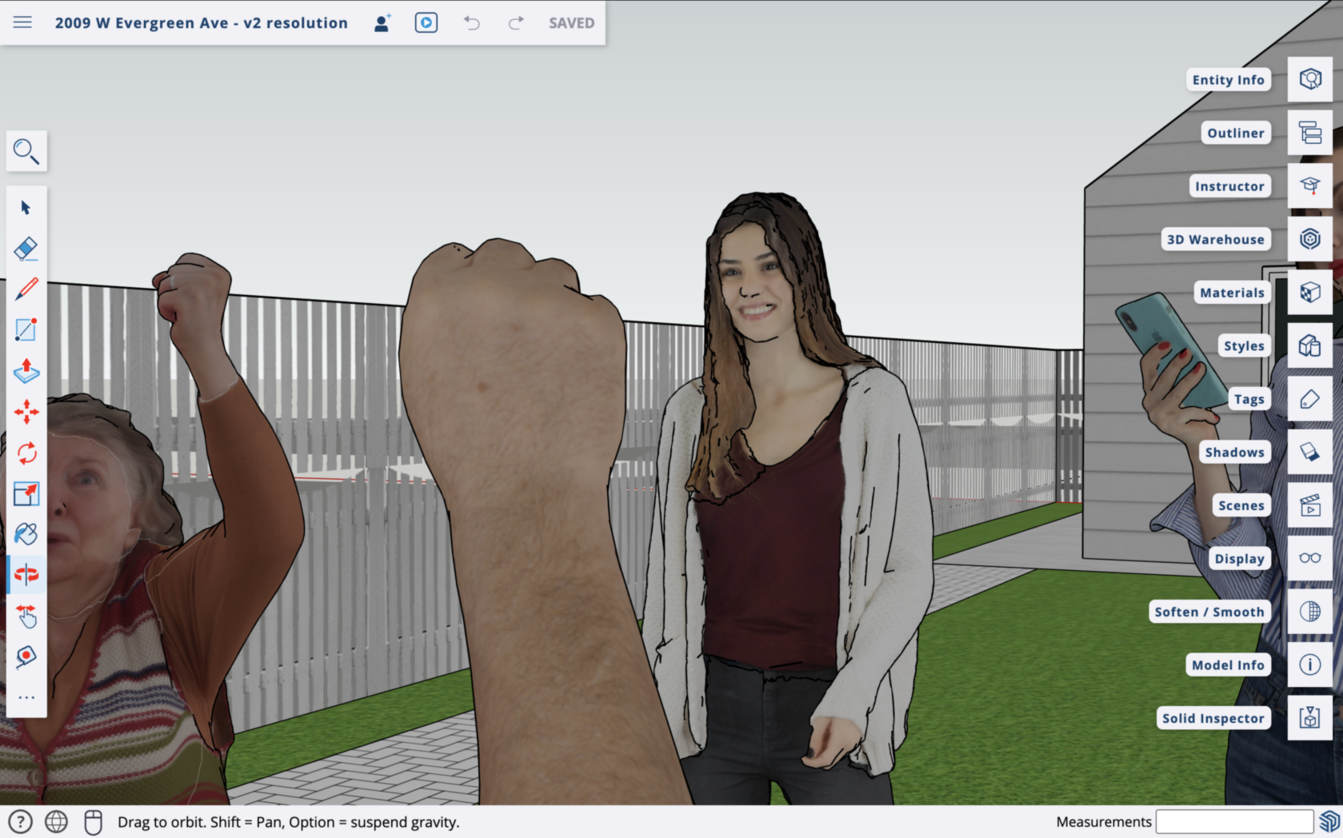 2009 W Evergreen Ave - v2 resolution
SAVED
Entity Info
Outliner
Instructor
3D Warehouse
Materials
Styles
Tags
Shadows
Scenes
Display
Soften / Smooth
Model Info
Solid Inspector
...
? Drag to orbit. Shift = Pan, Option = suspend gravity.
Measurements